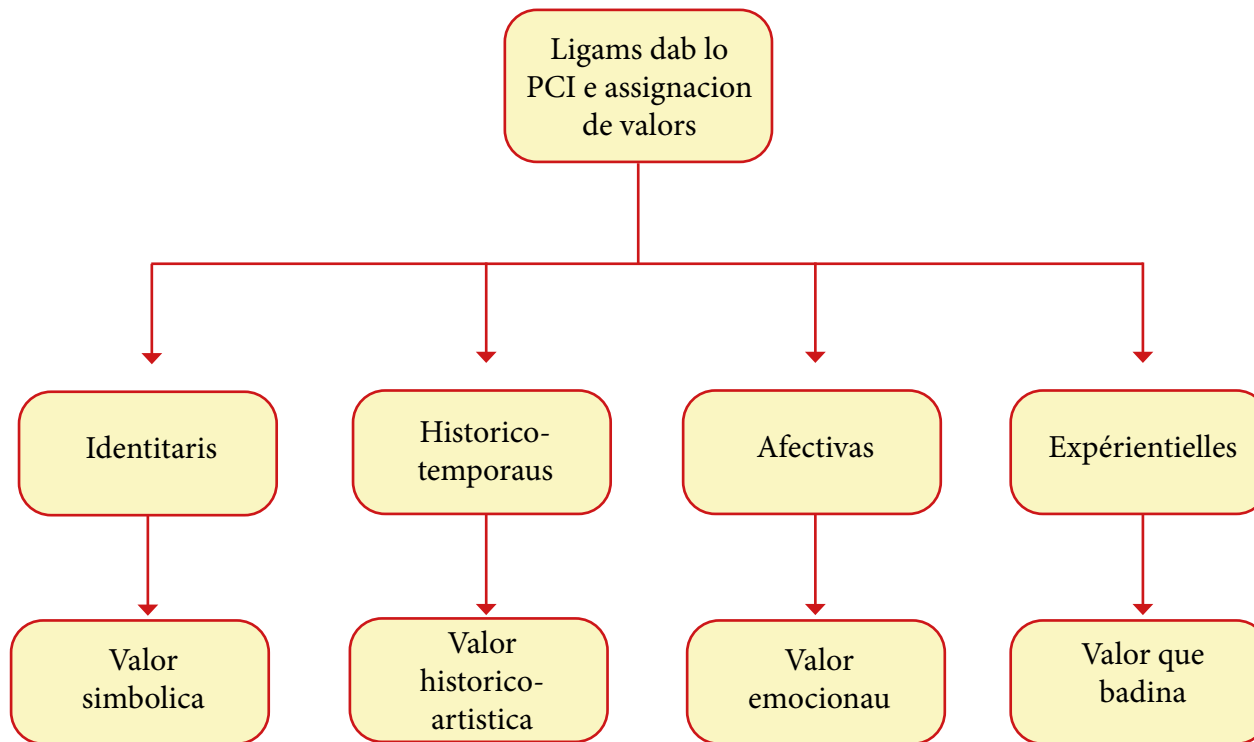 Ligams dab lo
PCI e assignacion
de valors
Identitaris
Historico-
temporaus
Afectivas
Expérientielles
Valor
simbolica
Valor
historico-
artistica
Valor
emocionau
Valor que
badina